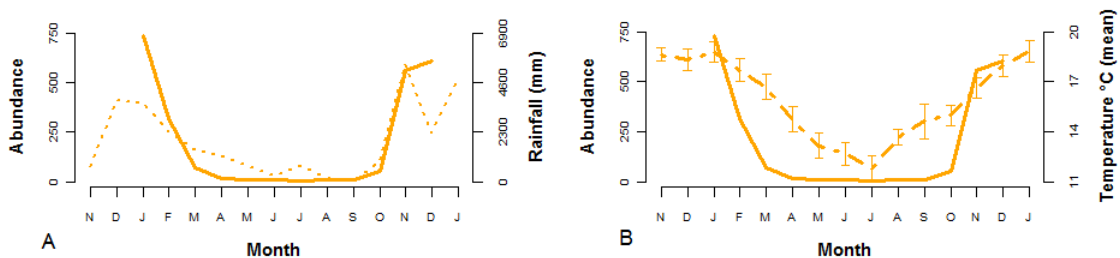 Abundance
750
500
250
0
6900
4600
2300
0
Rainfall (mm)
N D J F M A M J J A S O N D J
A
Month
Abundance
750
500
250
0
20
17
14
11
Temperature °C (mean)
N D J F M A M J J A S O N D J
B
Month